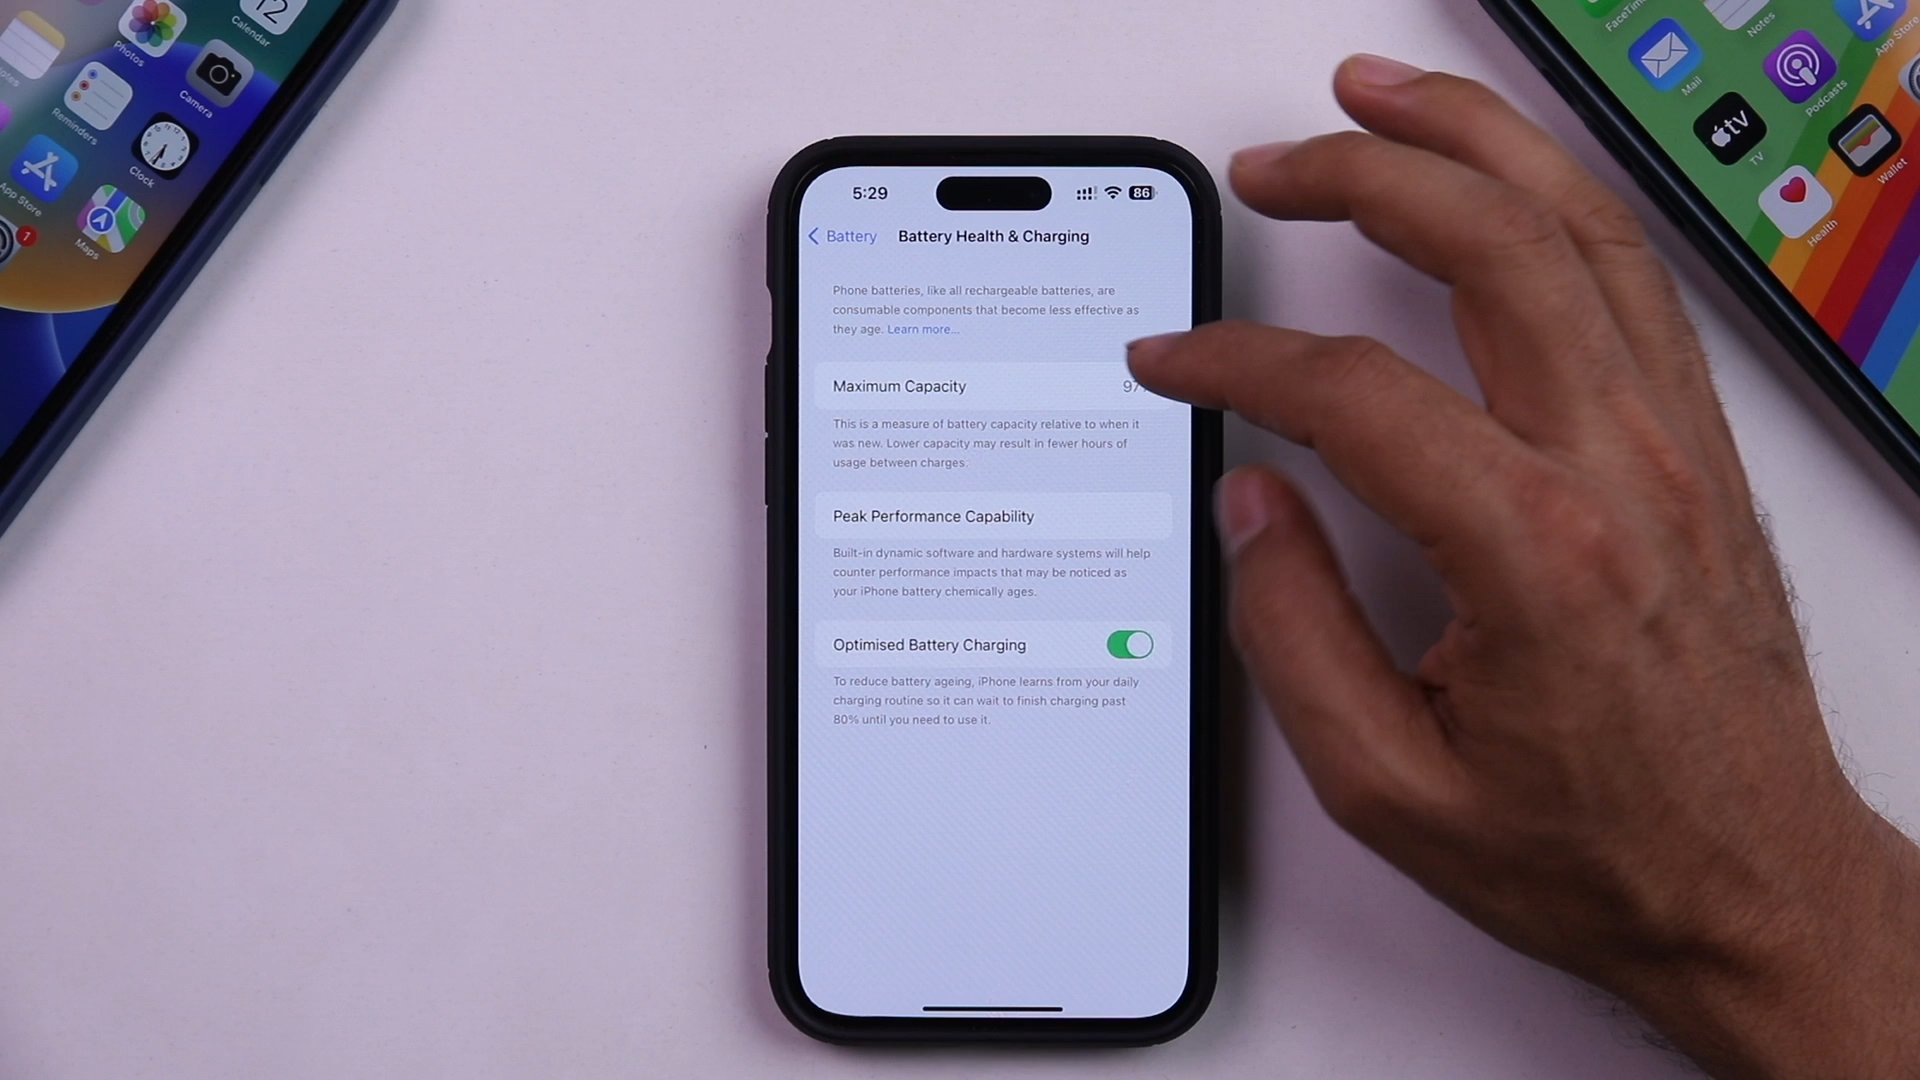 12
Calendar
Photos
Camera
Reminders
Clock
App Store
1
Maps
5:29
86
Battery
Battery Health & Charging
Phone batteries, like all rechargeable batteries, are
consumable components that become less effective as
they age. Learn more...
Maximum Capacity
97
This is a measure of battery capacity relative to when it
was new. Lower capacity may result in fewer hours of
usage between charges.
Peak Performance Capability
Built-in dynamic software and hardware systems will help
counter performance impacts that may be noticed as
your iPhone battery chemically ages.
Optimised Battery Charging
To reduce battery ageing, iPhone learns from your daily
charging routine so it can wait to finish charging past
80% until you need to use it.
FaceTime
Notes
App Store
Mail
Podcasts
tv
TV
Wallet
Health